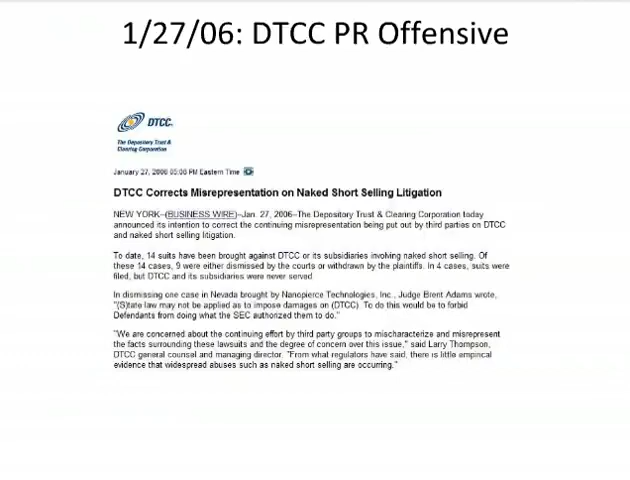 1/27/06: DTCC PR Offensive
DTCC
The Depository Trust &
Clearing Corporation
January 27, 2006 05:00 PM Eastern Time
DTCC Corrects Misrepresentation on Naked Short Selling Litigation
NEW YORK--(BUSINESS WIRE)--Jan. 27, 2006--The Depository Trust & Clearing Corporation today
announced its intention to correct the continuing misrepresentation being put out by third parties on DTCC
and naked short selling litigation.
To date, 14 suits have been brought against DTCC or its subsidiaries involving naked short selling. Of
these 14 cases, 9 were either dismissed by the courts or withdrawn by the plaintiffs. In 4 cases, suits were
filed, but DTCC and its subsidiaries were never served.
In dismissing one case in Nevada brought by Nanopierce Technologies, Inc., Judge Brent Adams wrote,
"(S)tate law may not be applied as to impose damages on (DTCC). To do this would be to forbid
Defendants from doing what the SEC authorized them to do."
"We are concerned about the continuing effort by third party groups to mischaracterize and misrepresent
the facts surrounding these lawsuits and the degree of concern over this issue," said Larry Thompson,
DTCC general counsel and managing director. "From what regulators have said, there is little empirical
evidence that widespread abuses such as naked short selling are occurring."